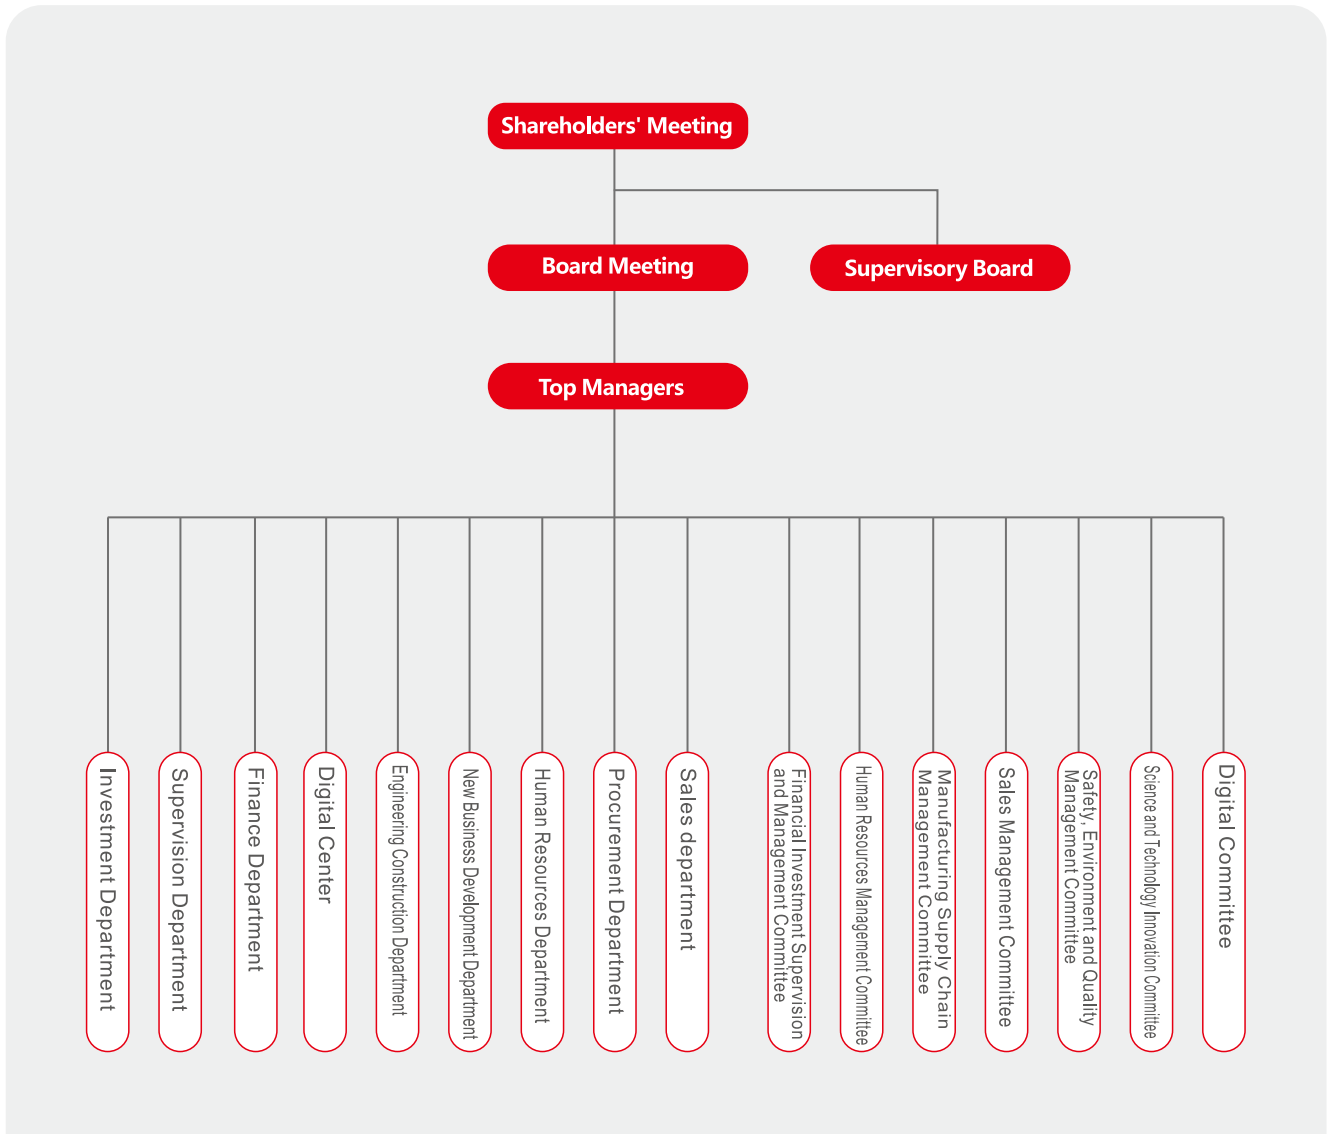 Shareholders' Meeting
Board Meeting
Supervisory Board
Top Managers
Investment Department
Supervision Department
Finance Department
Digital Center
Engineering Construction Department
New Business Development Department
Human Resources Department
Procurement Department
Sales department
Financial Investment Supervision
and Management Committee
Human Resources Management Committee
Manufacturing Supply Chain
Management Committee
Sales Management Committee
Safety, Environment and Quality
Management Committee
Science and Technology Innovation Committee
Digital Committee